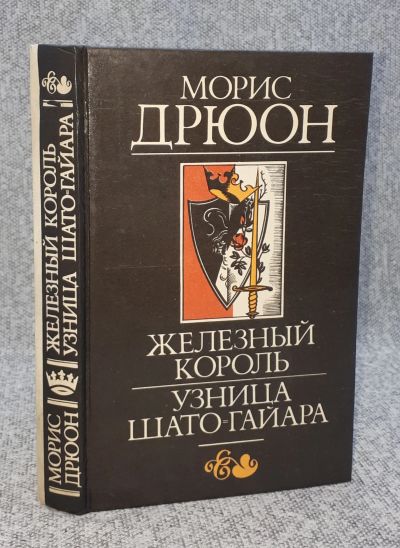 МОРИС
ДРЮОН
ЖЕЛЕЗНЫЙ
КОРОЛЬ
УЗНИЦА
ШАТО-ГАЙАРА
МОРИС
ДРЮОН
ЖЕЛЕЗНЫЙ КОРОЛЬ
УЗНИЦА ШАТО-ГАЙАРА